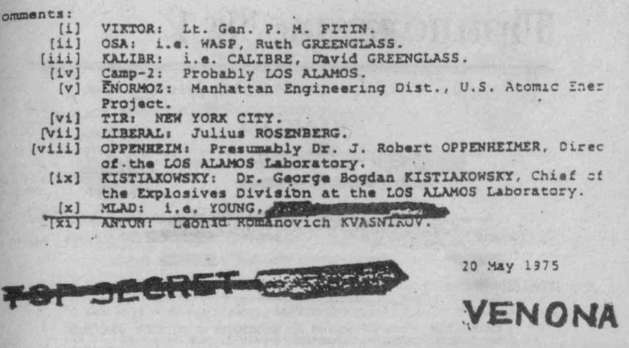 omments:
[i] VIKTOR: Lt. Gen. P. M. FITIN.
[ii] OSA: i.e. WASP, Ruth GREENGLASS.
[iii] KALIBR: i.e. CALIBRE, David GREENGLASS.
[iv] Camp-2: Probably LOS ALAMOS.
[v] ENORMOZ: Manhattan Engineering Dist., U.S. Atomic Ener
Project.
[vi] TIR: NEW YORK CITY.
[vii] LIBERAL: Julius ROSENBERG.
[viii] OPPENHEIM: Presumably Dr. J. Robert OPPENHEIMER, Direc
of the LOS ALAMOS Laboratory.
[ix] KISTIAKOWSKY: Dr. George Bogdan KISTIAKOWSKY, Chief of
the Explosives Division at the LOS ALAMOS Laboratory.
[x] MLAD: i.e. YOUNG,
[xi] ANTON: Leonid Romanovich KVASNIKOV.
20 May 1975
TOP SECRET
VENONA